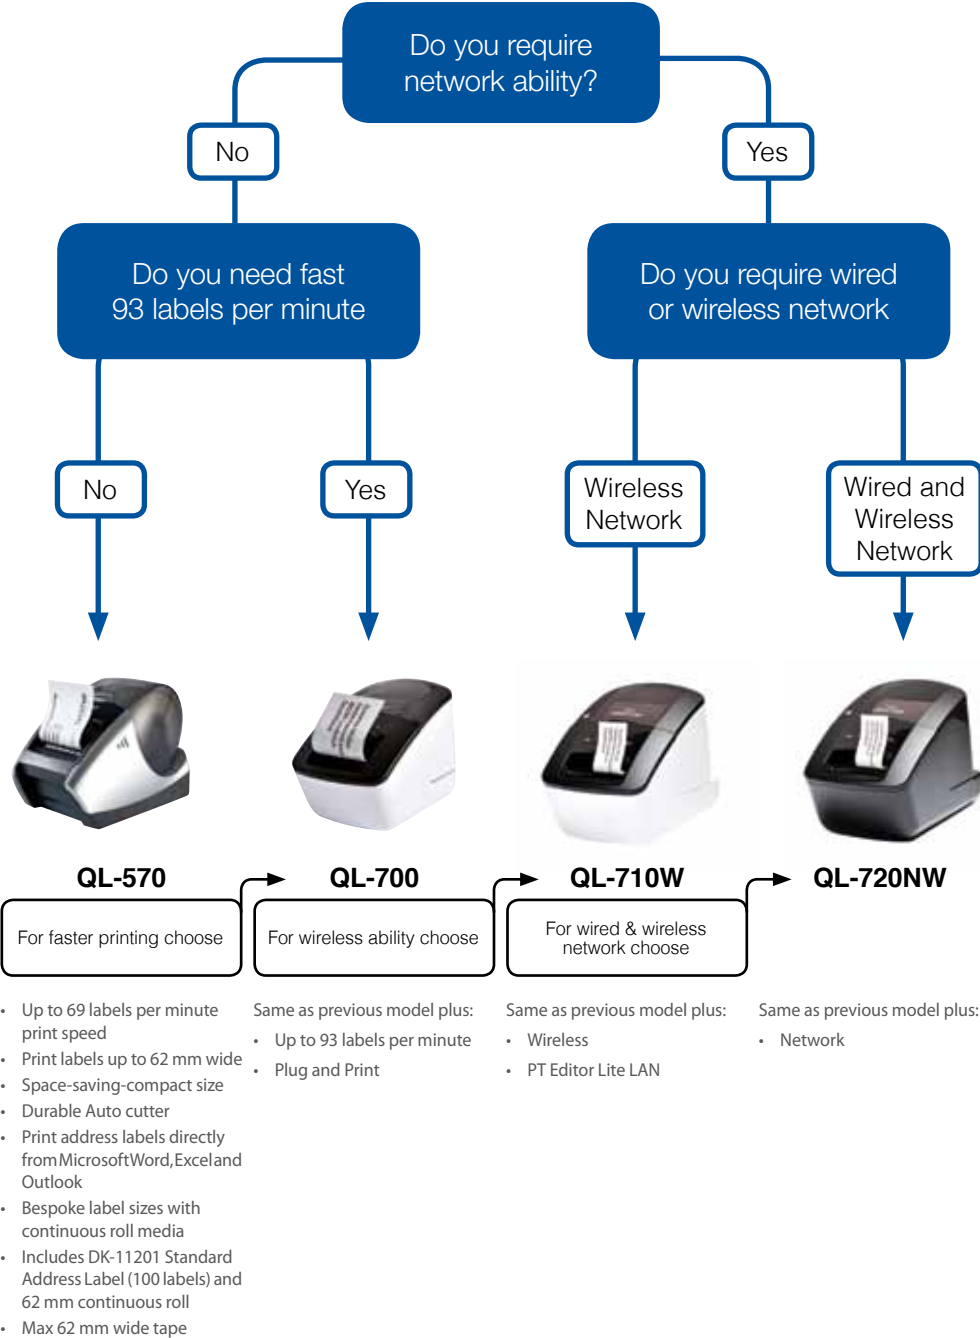 Do you require
network ability?
No
Yes
Do you need fast
93 labels per minute
Do you require wired
or wireless network
No
Yes
Wireless
Network
Wired and
Wireless
Network
QL-570
QL-700
QL-710W
QL-720NW
For faster printing choose
For wireless ability choose
For wired & wireless
network choose
• Up to 69 labels per minute
print speed
• Print labels up to 62 mm wide
• Space-saving-compact size
• Durable Auto cutter
• Print address labels directly
from Microsoft Word, Excel and
Outlook
• Bespoke label sizes with
continuous roll media
• Includes DK-11201 Standard
Address Label (100 labels) and
62 mm continuous roll
• Max 62 mm wide tape
Same as previous model plus:
• Up to 93 labels per minute
• Plug and Print
Same as previous model plus:
• Wireless
• PT Editor Lite LAN
Same as previous model plus:
• Network